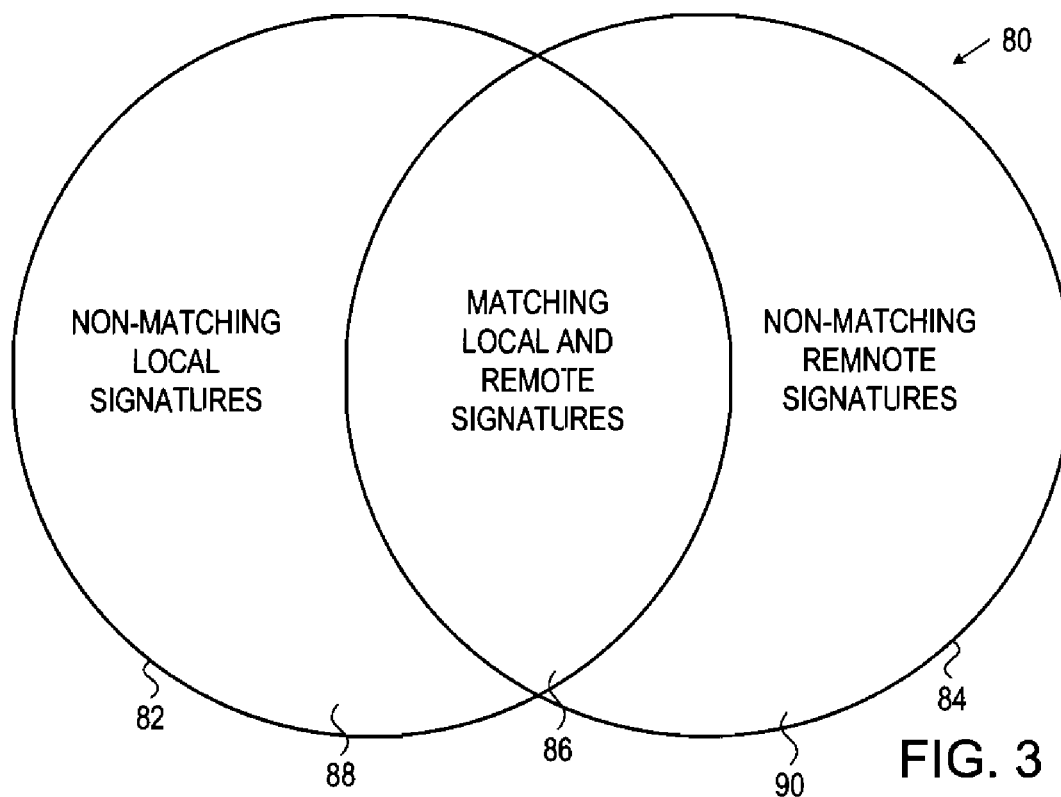 80
NON-MATCHING
LOCAL
SIGNATURES
MATCHING
LOCAL AND
REMOTE
SIGNATURES
NON-MATCHING
REMNOTE
SIGNATURES
82
88
86
90
84
FIG. 3